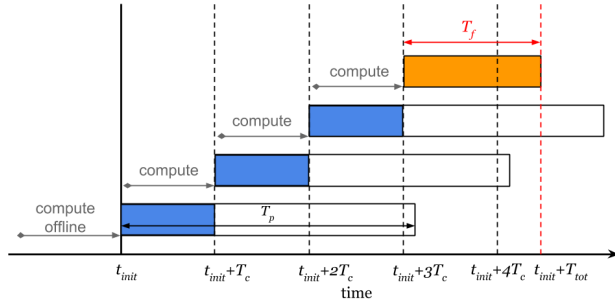 T_f
compute
compute
compute
compute
offline
T_p
t_init
t_init+T_c
t_init+2T_c
t_init+3T_c
t_init+4T_c
t_init+T_tot
time